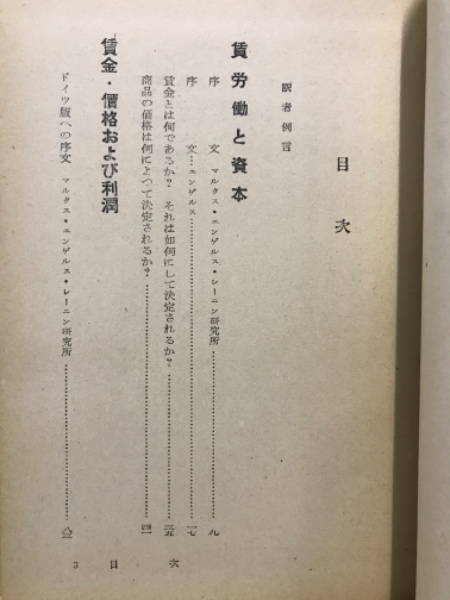 目次
訳者例言
賃労働と資本
序文 マルクス・エンゲルス・レーニン研究所……九
序文…エンゲルス……一七
賃金とは何であるか? それは如何にして決定されるか?……三五
商品の価格は何によつて決定されるか?……四一
賃金・價格および利潤
ドイツ版への序文 マルクス・エンゲルス・レーニン研究所……
目次 3